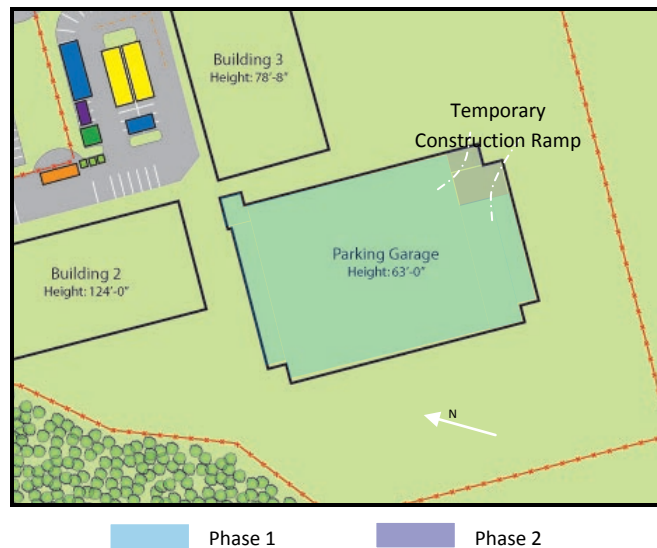 Building 3
Height: 78'-8"
Temporary
Construction Ramp
Parking Garage
Height: 63'-0"
Building 2
Height: 124'-0"
N
Phase 1
Phase 2